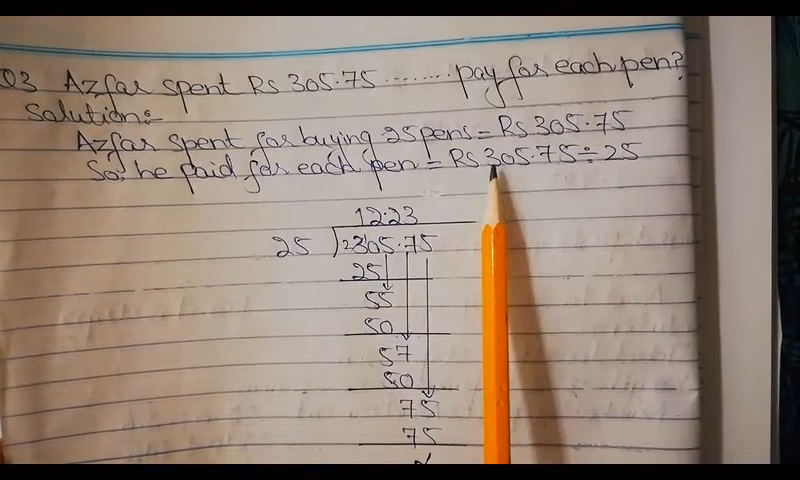 Q3 Azfar spent Rs 305.75 ........ pay for each pen?
Solution:
Azfar spent for buying 25 pens = Rs 305.75
So, he paid for each pen = Rs 305.75 ÷ 25
12.23
25 305.75
25
55
50
57
50
75
75